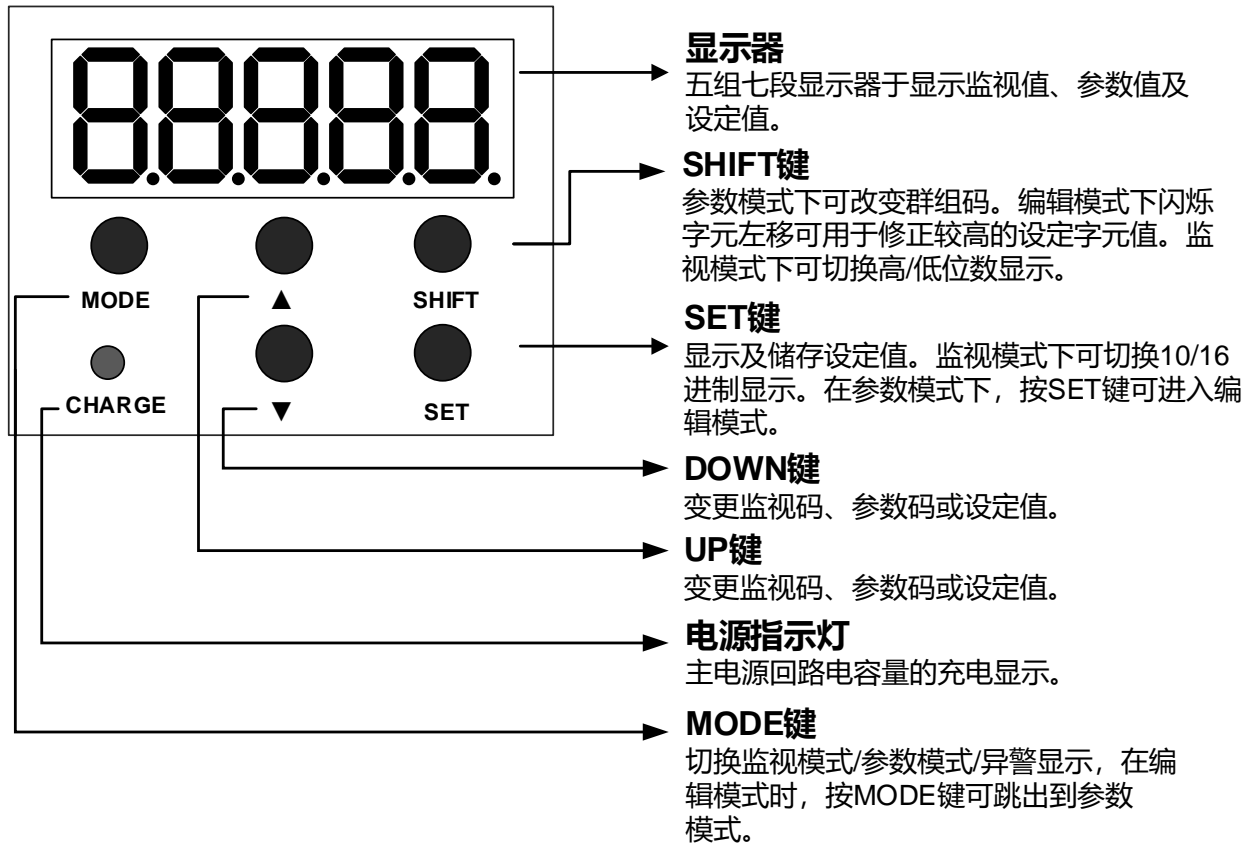 88888
显示器
五组七段显示器于显示监视值、参数值及
设定值。
SHIFT键
参数模式下可改变群组码。编辑模式下闪烁
字元左移可用于修正较高的设定字元值。监
视模式下可切换高/低位数显示。
MODE
▲
SHIFT
SET键
显示及储存设定值。监视模式下可切换10/16
进制显示。在参数模式下，按SET键可进入编
辑模式。
CHARGE
▼
SET
DOWN键
变更监视码、参数码或设定值。
UP键
变更监视码、参数码或设定值。
电源指示灯
主电源回路电容量的充电显示。
MODE键
切换监视模式/参数模式/异警显示，在编
辑模式时，按MODE键可跳出到参数
模式。